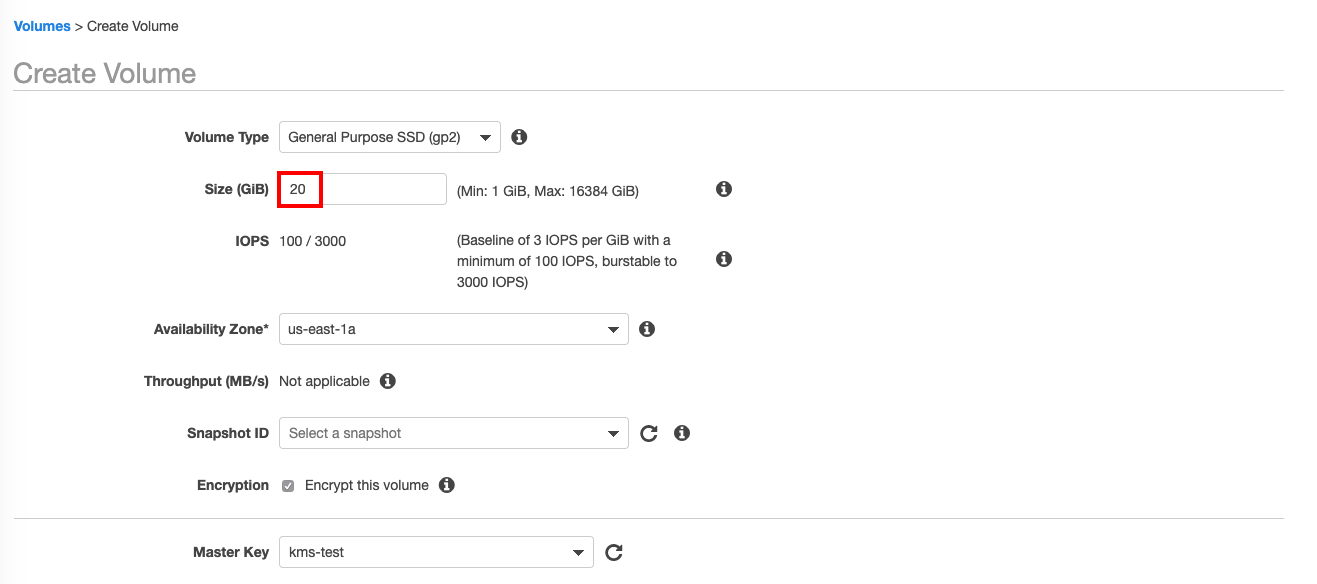 Volumes > Create Volume
Create Volume
Volume Type General Purpose SSD (gp2)
Size (GiB) 20 (Min: 1 GiB, Max: 16384 GiB)
IOPS 100 / 3000 (Baseline of 3 IOPS per GiB with a
minimum of 100 IOPS, burstable to
3000 IOPS)
Availability Zone* us-east-1a
Throughput (MB/s) Not applicable
Snapshot ID Select a snapshot
Encryption Encrypt this volume
Master Key kms-test